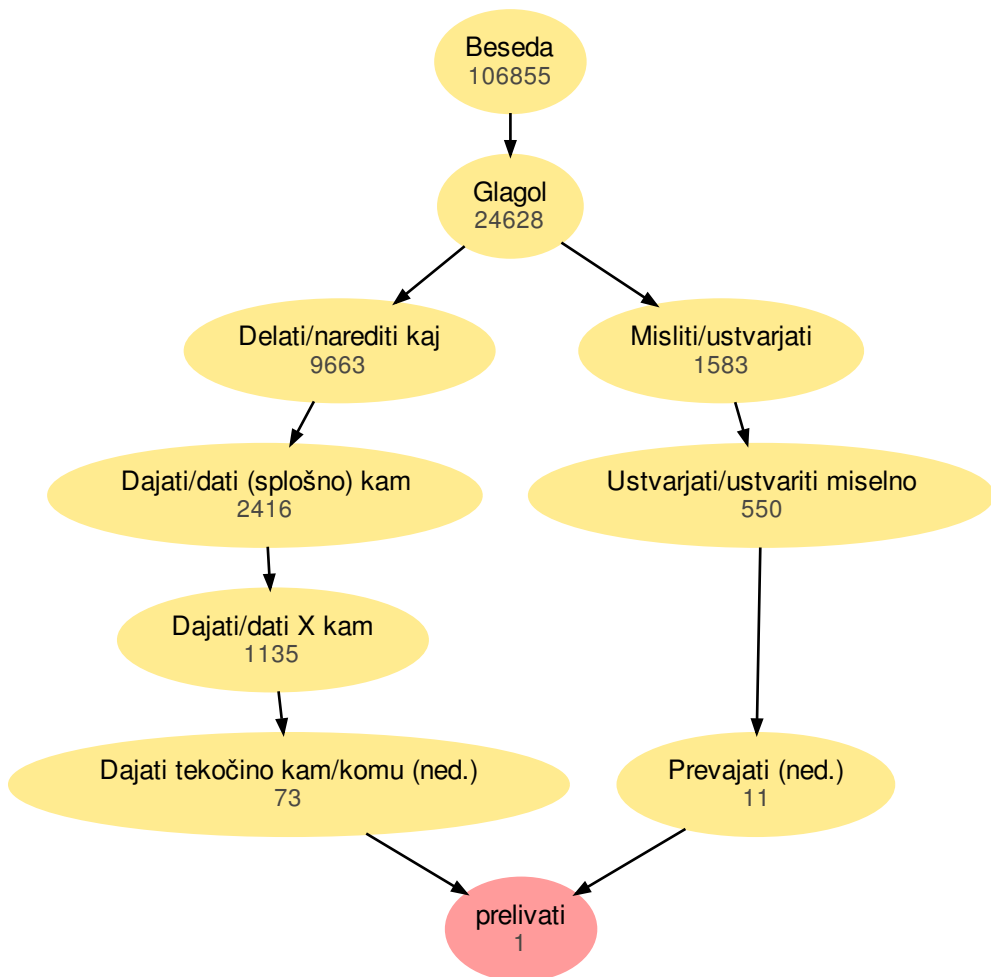 Beseda
106855
Glagol
24628
Delati/narediti kaj
9663
Misliti/ustvarjati
1583
Dajati/dati (splošno) kam
2416
Ustvarjati/ustvariti miselno
550
Dajati/dati X kam
1135
Dajati tekočino kam/komu (ned.)
73
Prevajati (ned.)
11
prelivati
1